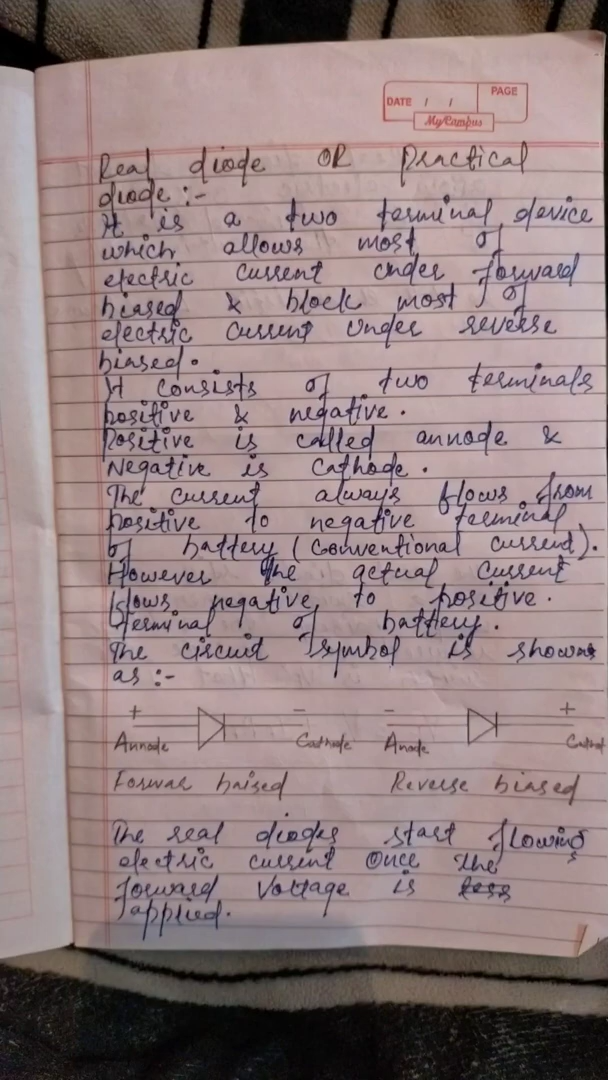 DATE / / PAGE
MyCampus
Real diode OR Practical
diode :-
It is a two terminal device
which allows most of
electric current under forward
biased & block most of
electric current under reverse
biased.
It consists of two terminals
positive & negative.
Positive is called annode &
Negative is cathode.
The current always flows from
positive to negative terminal
of battery (conventional current).
However the actual current
flows negative to positive.
terminal of battery.
The circuit symbol is shown
as :-
+ - - +
Annode Cathode Anode Cathod
Forwar baised Reverse biased
The real diodes start flowing
electric current once the
forward voltage is less
applied.